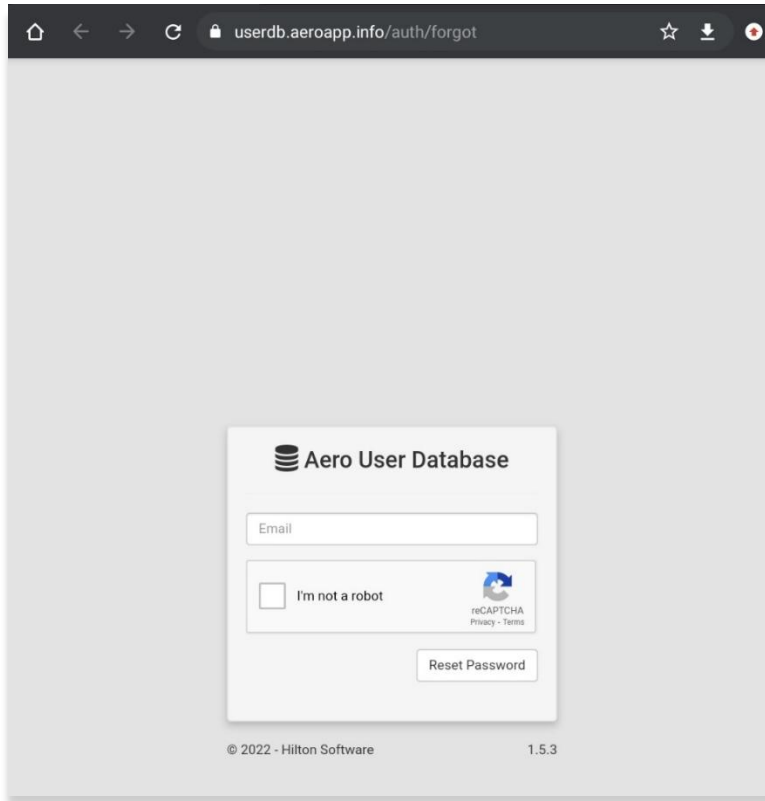 userdb.aeroapp.info/auth/forgot
Aero User Database
Email
I'm not a robot
reCAPTCHA
Privacy - Terms
Reset Password
© 2022 - Hilton Software 1.5.3